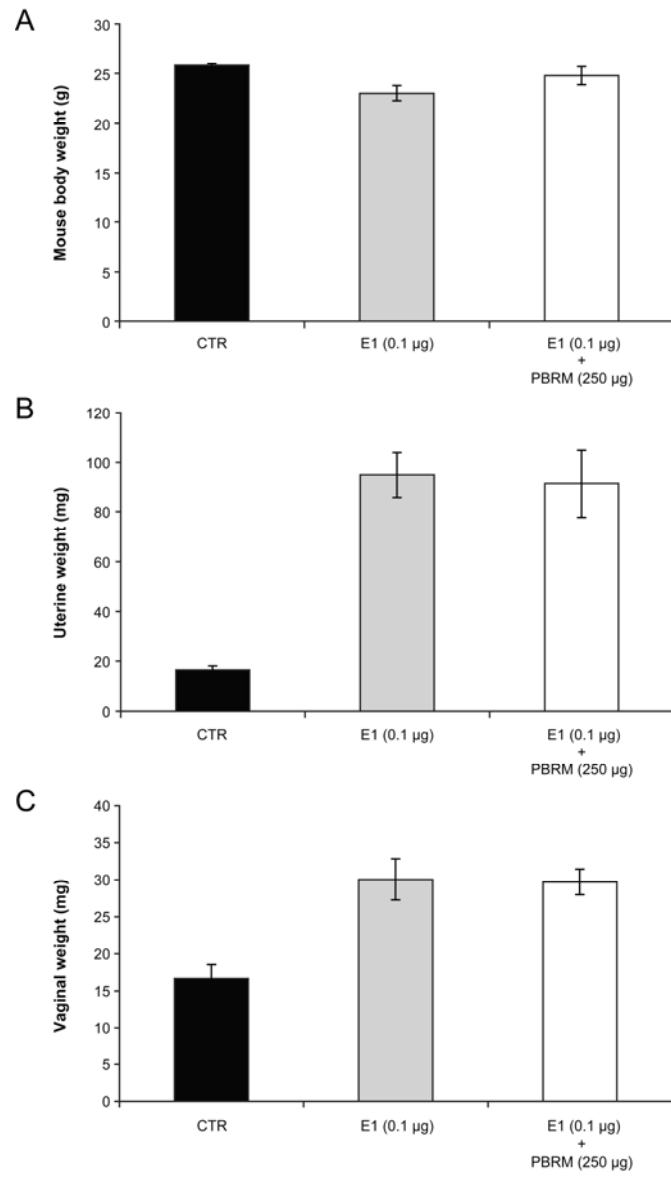 A
Mouse body weight (g)
30
25
20
15
10
5
0
CTR
E1 (0.1 µg)
E1 (0.1 µg)
+
PBRM (250 µg)
B
Uterine weight (mg)
120
100
80
60
40
20
0
CTR
E1 (0.1 µg)
E1 (0.1 µg)
+
PBRM (250 µg)
C
Vaginal weight (mg)
40
35
30
25
20
15
10
5
0
CTR
E1 (0.1 µg)
E1 (0.1 µg)
+
PBRM (250 µg)